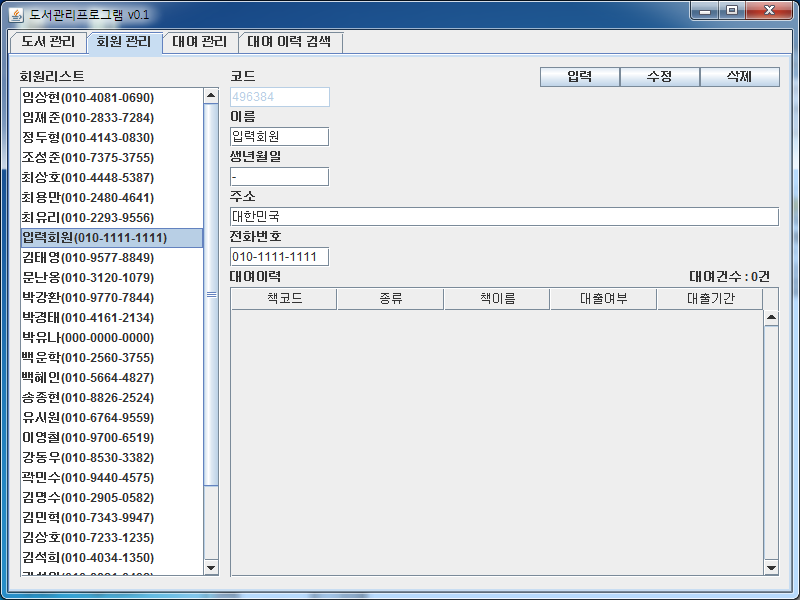 도서관리프로그램 v0.1
도서 관리 회원 관리 대여 관리 대여 이력 검색
회원리스트
임상현(010-4081-0690)
임재준(010-2833-7284)
정두형(010-4143-0830)
조성준(010-7375-3755)
최상호(010-4448-5387)
최용만(010-2480-4641)
최유리(010-2293-9556)
입력회원(010-1111-1111)
김태영(010-9577-8849)
문난옹(010-3120-1079)
박강환(010-9770-7844)
박경태(010-4161-2134)
박유나(000-0000-0000)
백운학(010-2560-3755)
백혜인(010-5664-4827)
송종현(010-8826-2524)
유시원(010-6764-9559)
이영철(010-9700-6519)
강동우(010-8530-3382)
곽민수(010-9440-4575)
김명수(010-2905-0582)
김민혁(010-7343-9947)
김상호(010-7233-1235)
김석희(010-4034-1350)
코드
496384
입력 수정 삭제
이름
입력회원
생년월일
-
주소
대한민국
전화번호
010-1111-1111
대여이력 대여건수 : 0건
책코드 종류 책이름 대출여부 대출기간